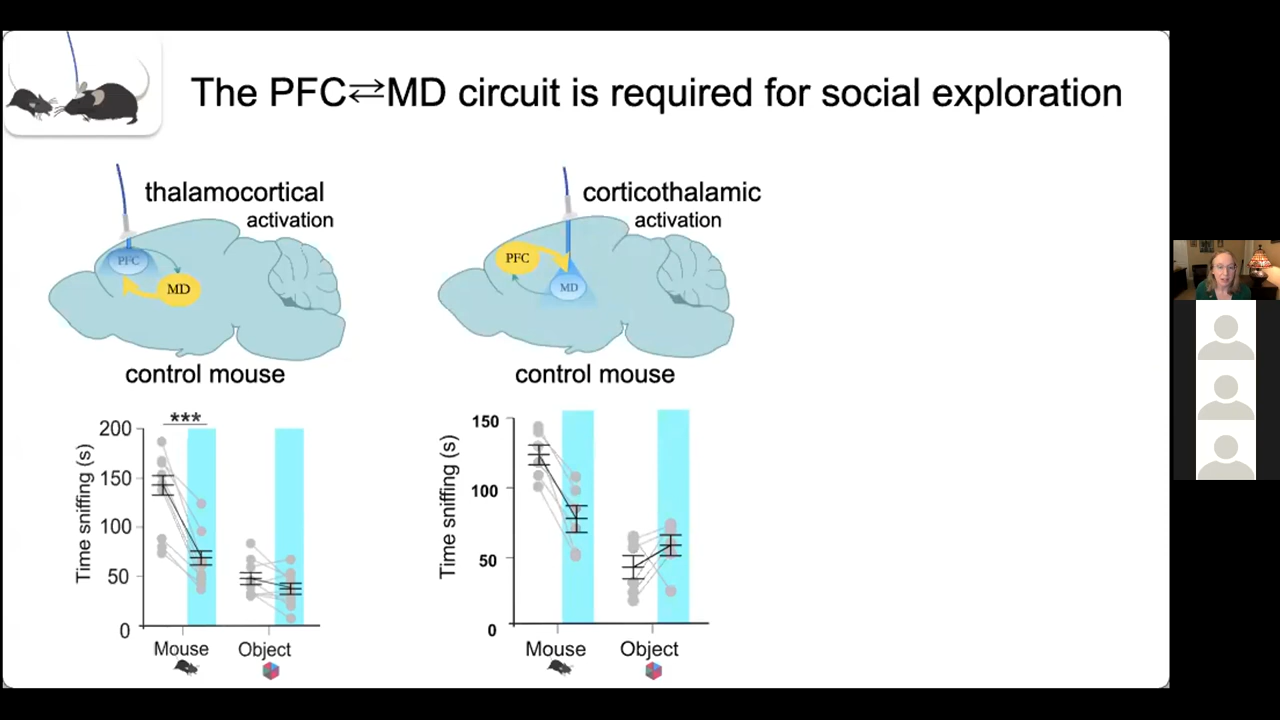 The PFC⇄MD circuit is required for social exploration
thalamocortical
activation
PFC
MD
control mouse
***
200
150
100
50
0
Time sniffing (s)
Mouse
Object
corticothalamic
activation
PFC
MD
control mouse
150
100
50
0
Time sniffing (s)
Mouse
Object